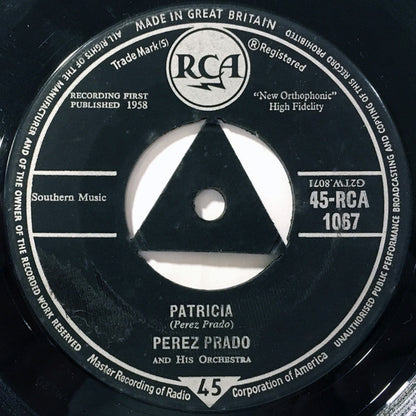 MADE IN GREAT BRITAIN
Trade Mark(s) ® Registered
RCA
ALL RIGHTS OF THE MANUFACTURER AND OF THE OWNER OF THE RECORDED WORK RESERVED
UNAUTHORISED PUBLIC PERFORMANCE BROADCASTING AND COPYING OF THIS RECORD PROHIBITED
RECORDING FIRST
PUBLISHED 1958
"New Orthophonic"
High Fidelity
Southern Music
G2TW.8071
45-RCA
1067
PATRICIA
(Perez Prado)
PEREZ PRADO
AND HIS ORCHESTRA
Master Recording of Radio Corporation of America
45